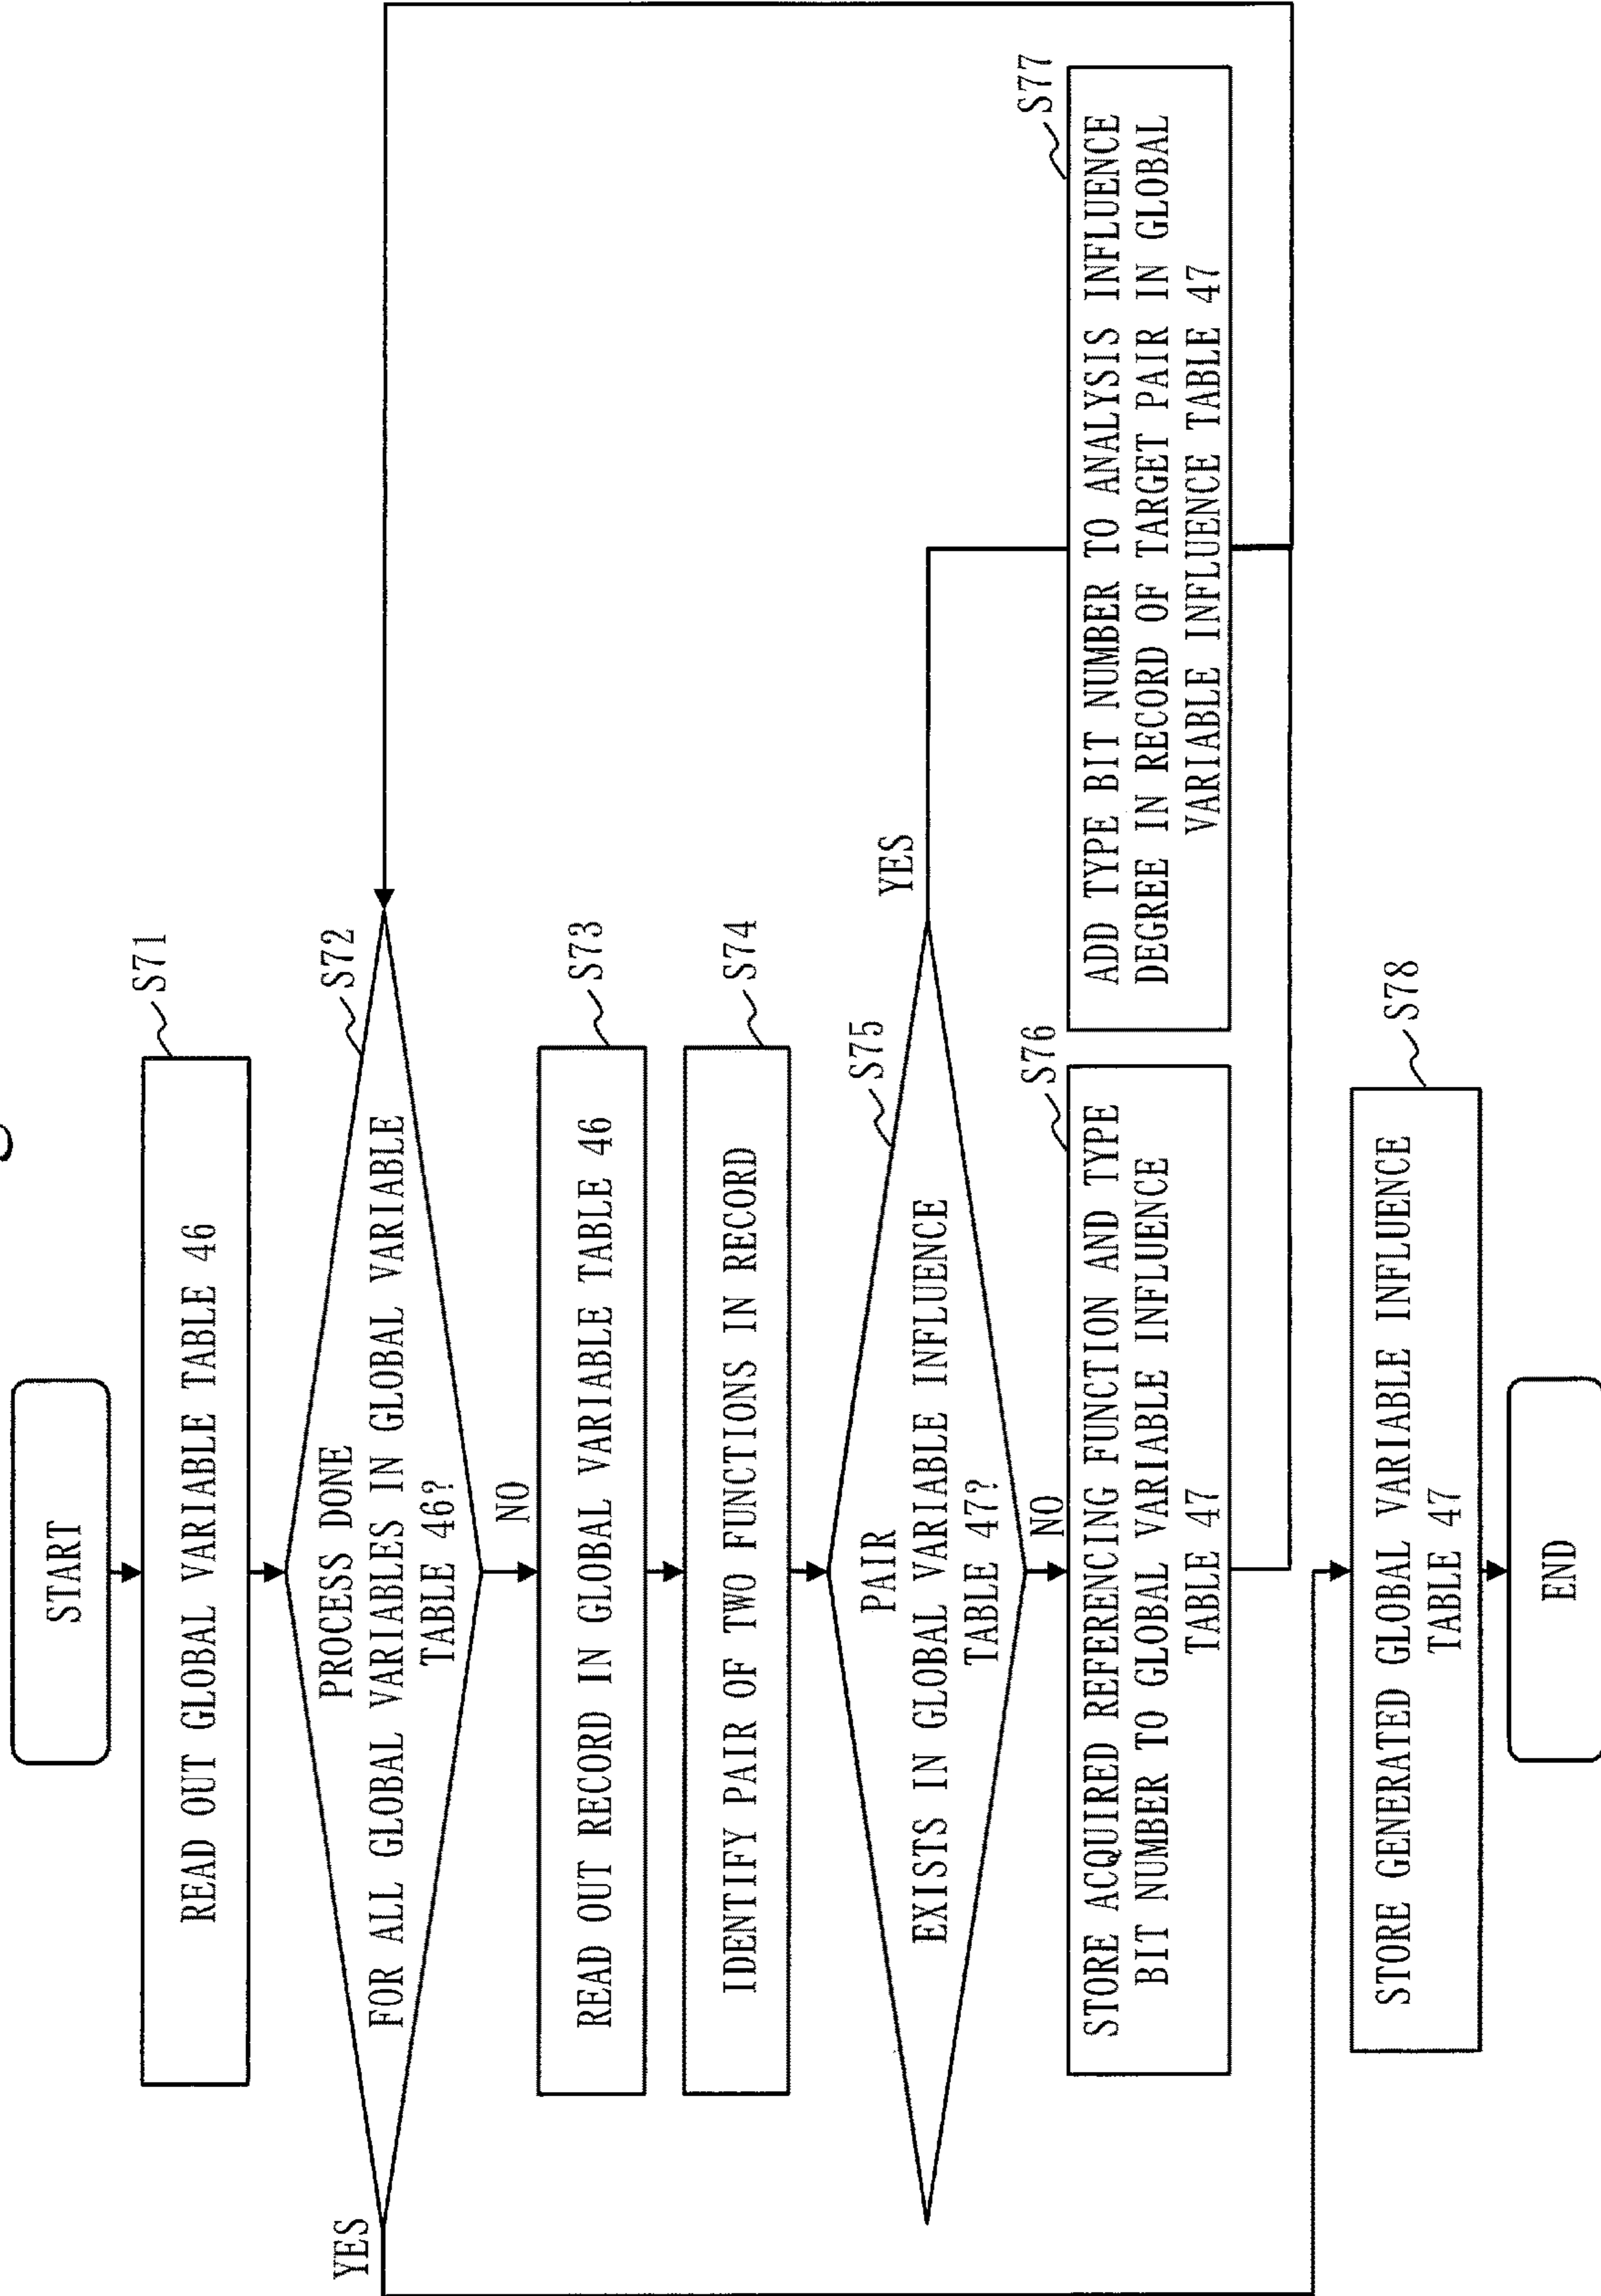 START
S71
READ OUT GLOBAL VARIABLE TABLE 46
S72
PROCESS DONE
FOR ALL GLOBAL VARIABLES IN GLOBAL VARIABLE
TABLE 46?
YES
NO
S73
READ OUT RECORD IN GLOBAL VARIABLE TABLE 46
S74
IDENTIFY PAIR OF TWO FUNCTIONS IN RECORD
S75
PAIR
EXISTS IN GLOBAL VARIABLE INFLUENCE
TABLE 47?
YES
NO
S76
STORE ACQUIRED REFERENCING FUNCTION AND TYPE
BIT NUMBER TO GLOBAL VARIABLE INFLUENCE
TABLE 47
S77
ADD TYPE BIT NUMBER TO ANALYSIS INFLUENCE
DEGREE IN RECORD OF TARGET PAIR IN GLOBAL
VARIABLE INFLUENCE TABLE 47
S78
STORE GENERATED GLOBAL VARIABLE INFLUENCE
TABLE 47
END